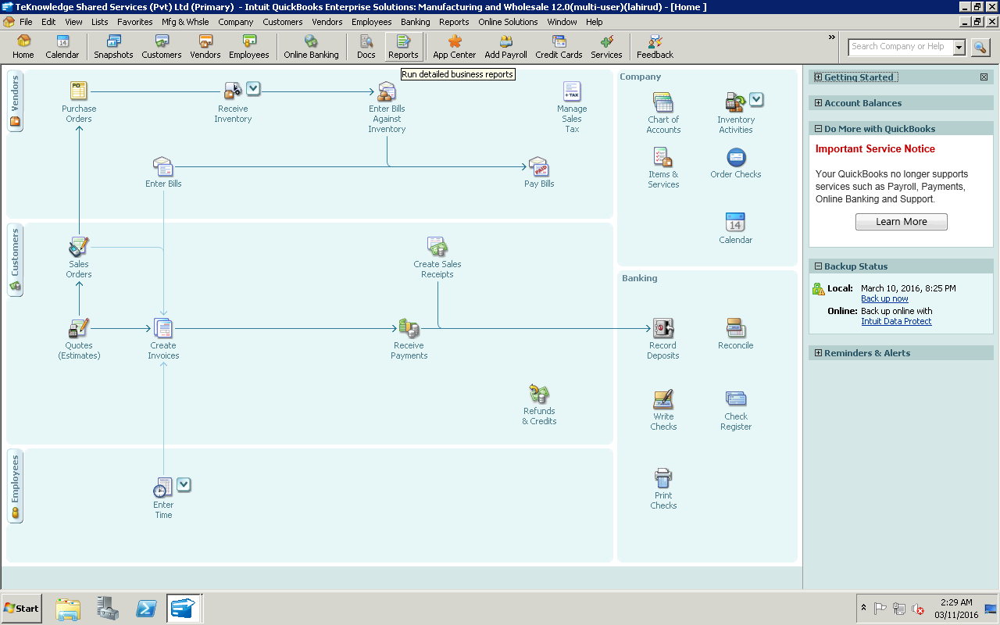 TeKnowledge Shared Services (Pvt) Ltd (Primary) - Intuit QuickBooks Enterprise Solutions: Manufacturing and Wholesale 12.0(multi-user)(lahirud) - [Home ]
File Edit View Lists Favorites Mfg & Whsle Company Customers Vendors Employees Banking Reports Online Solutions Window Help
Home Calendar Snapshots Customers Vendors Employees Online Banking Docs Reports App Center Add Payroll Credit Cards Services Feedback
Search Company or Help
Run detailed business reports
Vendors
Purchase
Orders
Receive
Inventory
Enter Bills
Against
Inventory
Manage
Sales
Tax
+ TAX
PO
Enter Bills
Pay Bills
PAID
Customers
Sales
Orders
Create Sales
Receipts
Quotes
(Estimates)
Create
Invoices
Receive
Payments
Refunds
& Credits
Employees
Enter
Time
Company
Chart of
Accounts
Inventory
Activities
Items &
Services
Order Checks
14
Calendar
Banking
Record
Deposits
Reconcile
Write
Checks
Check
Register
Print
Checks
Getting Started
Account Balances
Do More with QuickBooks
Important Service Notice
Your QuickBooks no longer supports
services such as Payroll, Payments,
Online Banking and Support.
Learn More
Backup Status
Local: March 10, 2016, 8:25 PM
Back up now
Online: Back up online with
Intuit Data Protect
Reminders & Alerts
Start
2:29 AM
03/11/2016